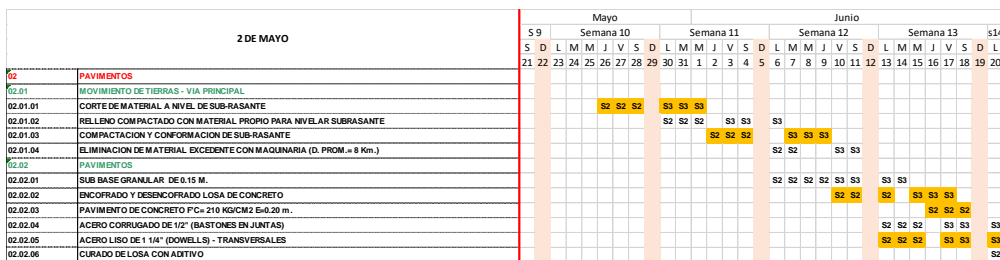 2 DE MAYO
Mayo Junio
S 9 Semana 10 Semana 11 Semana 12 Semana 13 s14
S D L M M J V S D L M M J V S D L M M J V S D L M M J V S D L
21 22 23 24 25 26 27 28 29 30 31 1 2 3 4 5 6 7 8 9 10 11 12 13 14 15 16 17 18 19 20
02 PAVIMENTOS
02.01 MOVIMIENTO DE TIERRAS - VIA PRINCIPAL
02.01.01 CORTE DE MATERIAL A NIVEL DE SUB-RASANTE S2 S2 S2 S3 S3 S3
02.01.02 RELLENO COMPACTADO CON MATERIAL PROPIO PARA NIVELAR SUBRASANTE S2 S2 S2 S3 S3 S3
02.01.03 COMPACTACION Y CONFORMACION DE SUB-RASANTE S2 S2 S2 S3 S3 S3
02.01.04 ELIMINACION DE MATERIAL EXCEDENTE CON MAQUINARIA (D. PROM.= 8 Km.) S2 S2 S3 S3
02.02 PAVIMENTOS
02.02.01 SUB BASE GRANULAR DE 0.15 M. S2 S2 S2 S2 S3 S3 S3 S3
02.02.02 ENCOFRADO Y DESENCOFRADO LOSA DE CONCRETO S2 S2 S2 S3 S3 S3
02.02.03 PAVIMENTO DE CONCRETO F'C= 210 KG/CM2 E=0.20 m. S2 S2 S2
02.02.04 ACERO CORRUGADO DE 1/2" (BASTONES EN JUNTAS) S2 S2 S2 S3 S3 S3
02.02.05 ACERO LISO DE 1 1/4" (DOWELLS) - TRANSVERSALES S2 S2 S2 S3 S3 S3
02.02.06 CURADO DE LOSA CON ADITIVO S2